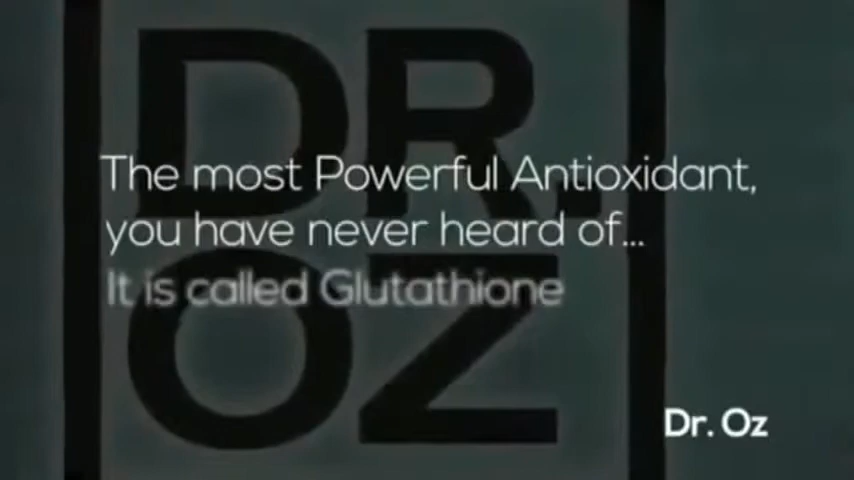 DR.
OZ
The most Powerful Antioxidant,
you have never heard of...
It is called Glutathione
Dr. Oz